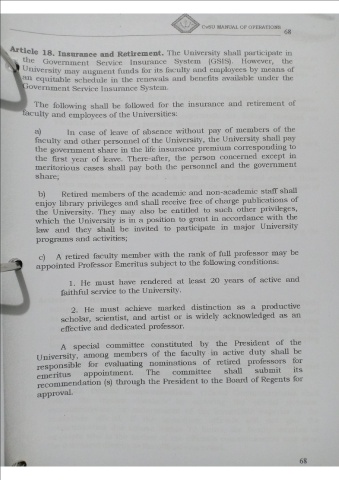 CvSU MANUAL OF OPERATIONS
68
Article 18. Insurance and Retirement. The University shall participate in
the Government Service Insurance System (GSIS). However, the
University may augment funds for its faculty and employees by means of
an equitable schedule in the renewals and benefits available under the
Government Service Insurance System.
The following shall be followed for the insurance and retirement of
faculty and employees of the Universities:
a) In case of leave of absence without pay of members of the
faculty and other personnel of the University, the University shall pay
the government share in the life insurance premium corresponding to
the first year of leave. There-after, the person concerned except in
meritorious cases shall pay both the personnel and the government
share;
b) Retired members of the academic and non-academic staff shall
enjoy library privileges and shall receive free of charge publications of
the University. They may also be entitled to such other privileges,
which the University is in a position to grant in accordance with the
law and they shall be invited to participate in major University
programs and activities;
c) A retired faculty member with the rank of full professor may be
appointed Professor Emeritus subject to the following conditions:
1. He must have rendered at least 20 years of active and
faithful service to the University.
2. He must achieve marked distinction as a productive
scholar, scientist, and artist or is widely acknowledged as an
effective and dedicated professor.
A special committee constituted by the President of the
University, among members of the faculty in active duty shall be
responsible for evaluating nominations of retired professors for
emeritus appointment. The committee shall submit its
recommendation (s) through the President to the Board of Regents for
approval.
68